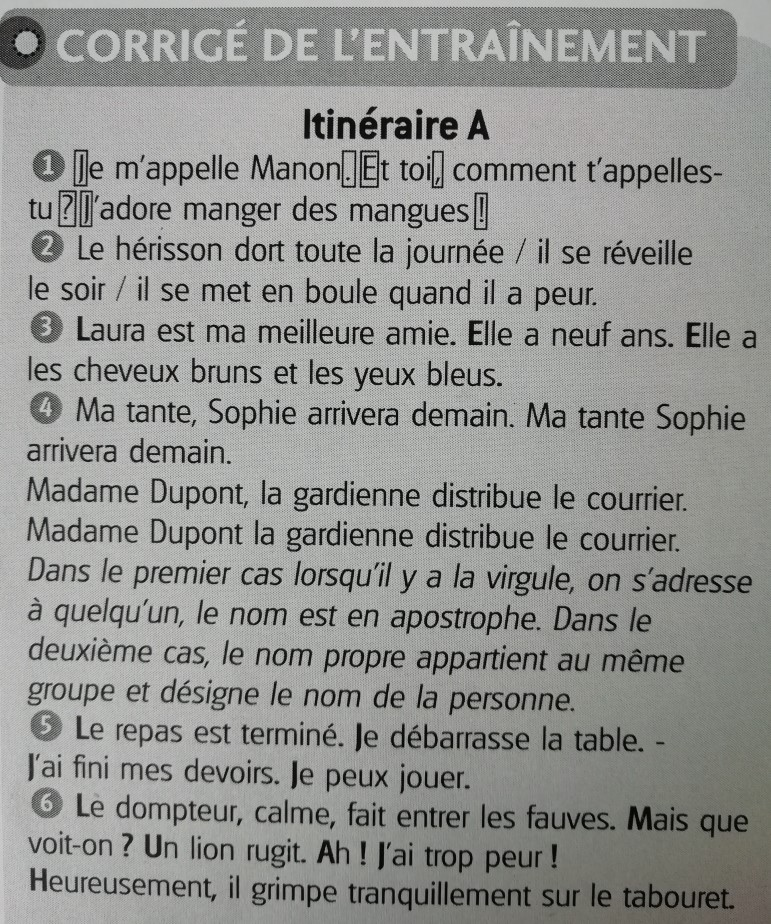 CORRIGÉ DE L'ENTRAÎNEMENT
Itinéraire A
1 Je m'appelle Manon. Et toi, comment t'appelles-
tu ? J'adore manger des mangues !
2 Le hérisson dort toute la journée / il se réveille
le soir / il se met en boule quand il a peur.
3 Laura est ma meilleure amie. Elle a neuf ans. Elle a
les cheveux bruns et les yeux bleus.
4 Ma tante, Sophie arrivera demain. Ma tante Sophie
arrivera demain.
Madame Dupont, la gardienne distribue le courrier.
Madame Dupont la gardienne distribue le courrier.
Dans le premier cas lorsqu'il y a la virgule, on s'adresse
à quelqu'un, le nom est en apostrophe. Dans le
deuxième cas, le nom propre appartient au même
groupe et désigne le nom de la personne.
5 Le repas est terminé. Je débarrasse la table. -
J'ai fini mes devoirs. Je peux jouer.
6 Le dompteur, calme, fait entrer les fauves. Mais que
voit-on ? Un lion rugit. Ah ! J'ai trop peur !
Heureusement, il grimpe tranquillement sur le tabouret.